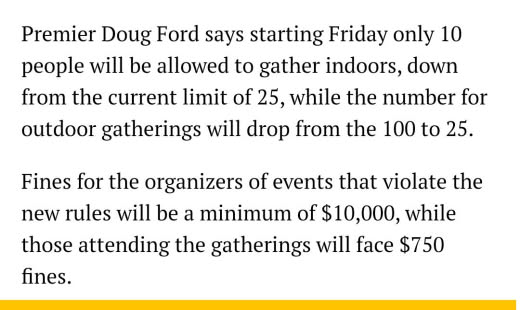 Premier Doug Ford says starting Friday only 10
people will be allowed to gather indoors, down
from the current limit of 25, while the number for
outdoor gatherings will drop from the 100 to 25.
Fines for the organizers of events that violate the
new rules will be a minimum of $10,000, while
those attending the gatherings will face $750
fines.